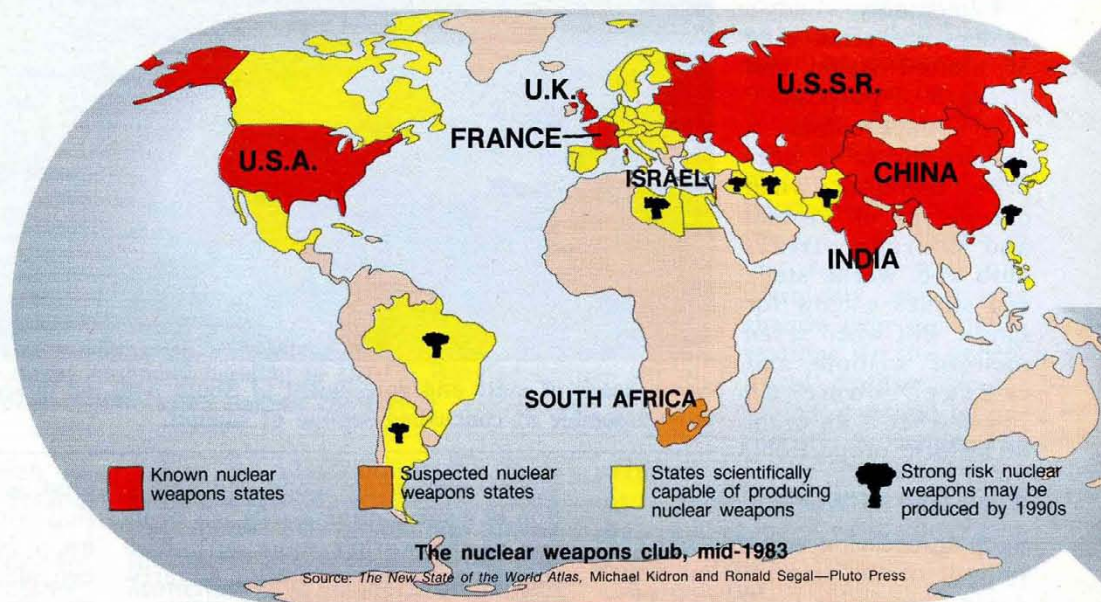 U.K.
U.S.S.R.
FRANCE
U.S.A.
ISRAEL
CHINA
INDIA
SOUTH AFRICA
Known nuclear
weapons states
Suspected nuclear
weapons states
States scientifically
capable of producing
nuclear weapons
Strong risk nuclear
weapons may be
produced by 1990s
The nuclear weapons club, mid-1983
Source: The New State of the World Atlas, Michael Kidron and Ronald Segal—Pluto Press